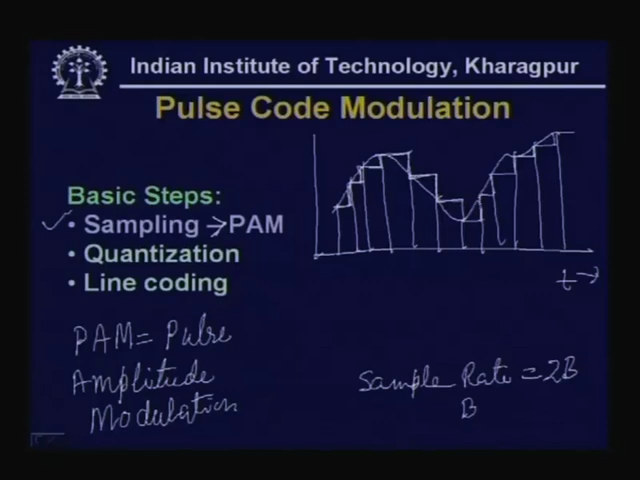 Indian Institute of Technology, Kharagpur
Pulse Code Modulation
Basic Steps:
• Sampling → PAM
• Quantization
• Line coding
t →
PAM = Pulse
Amplitude
Modulation
Sample Rate = 2B
B